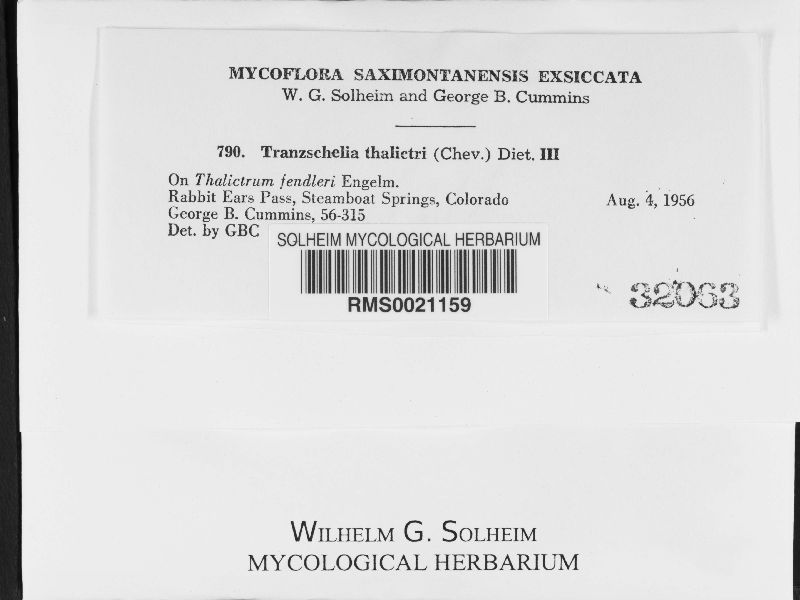 MYCOFLORA SAXIMONTANENSIS EXSICCATA
W. G. Solheim and George B. Cummins
790. Tranzschelia thalictri (Chev.) Diet. III
On Thalictrum fendleri Engelm.
Rabbit Ears Pass, Steamboat Springs, Colorado Aug. 4, 1956
George B. Cummins, 56-315
Det. by GBC
SOLHEIM MYCOLOGICAL HERBARIUM
RMS0021159
32063
WILHELM G. SOLHEIM
MYCOLOGICAL HERBARIUM